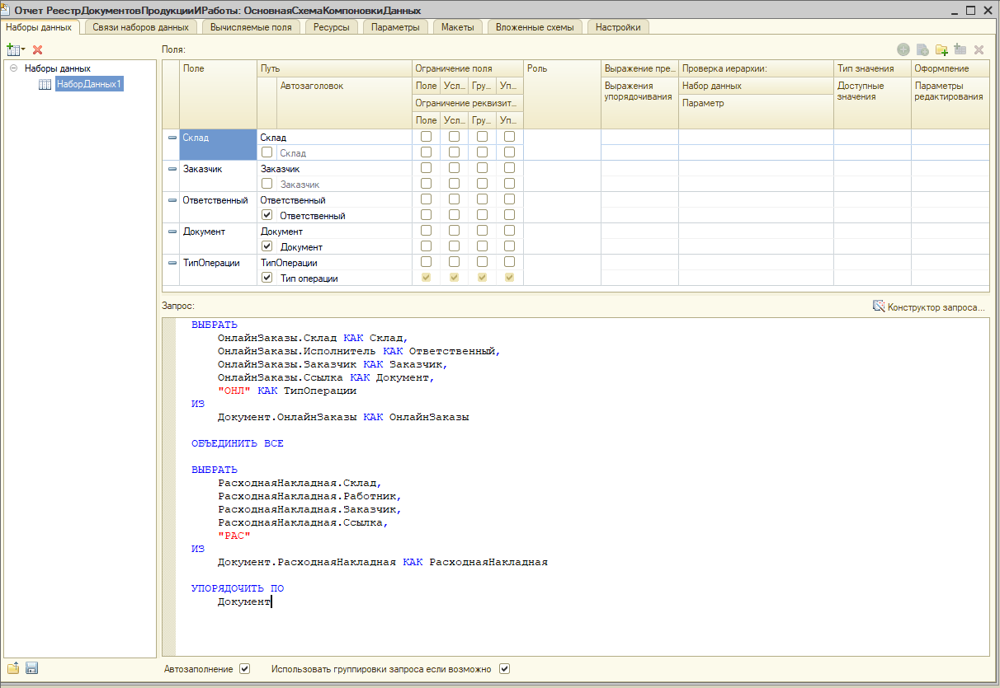 Отчет РеестрДокументовПродукцииИРаботы: ОсновнаяСхемаКомпоновкиДанных
Наборы данных
Связи наборов данных
Вычисляемые поля
Ресурсы
Параметры
Макеты
Вложенные схемы
Настройки
Наборы данных
НаборДанных1
Поля:
Поле Путь Ограничение поля Роль Выражение пре... Проверка иерархии: Тип значения Оформление
Автозаголовок Поле Усл... Гру... Уп... Выражения упорядочивания Набор данных Доступные значения Параметры редактирования
Ограничение реквизит... Параметр
Поле Усл... Гру... Уп...
Склад Склад
Склад
Заказчик Заказчик
Заказчик
Ответственный Ответственный
Ответственный
Документ Документ
Документ
ТипОперации ТипОперации
Тип операции
Запрос:
Конструктор запроса...
ВЫБРАТЬ
ОнлайнЗаказы.Склад КАК Склад,
ОнлайнЗаказы.Исполнитель КАК Ответственный,
ОнлайнЗаказы.Заказчик КАК Заказчик,
ОнлайнЗаказы.Ссылка КАК Документ,
"ОНЛ" КАК ТипОперации
ИЗ
Документ.ОнлайнЗаказы КАК ОнлайнЗаказы
ОБЪЕДИНИТЬ ВСЕ
ВЫБРАТЬ
РасходнаяНакладная.Склад,
РасходнаяНакладная.Работник,
РасходнаяНакладная.Заказчик,
РасходнаяНакладная.Ссылка,
"РАС"
ИЗ
Документ.РасходнаяНакладная КАК РасходнаяНакладная
УПОРЯДОЧИТЬ ПО
Документ
Автозаполнение
Использовать группировки запроса если возможно